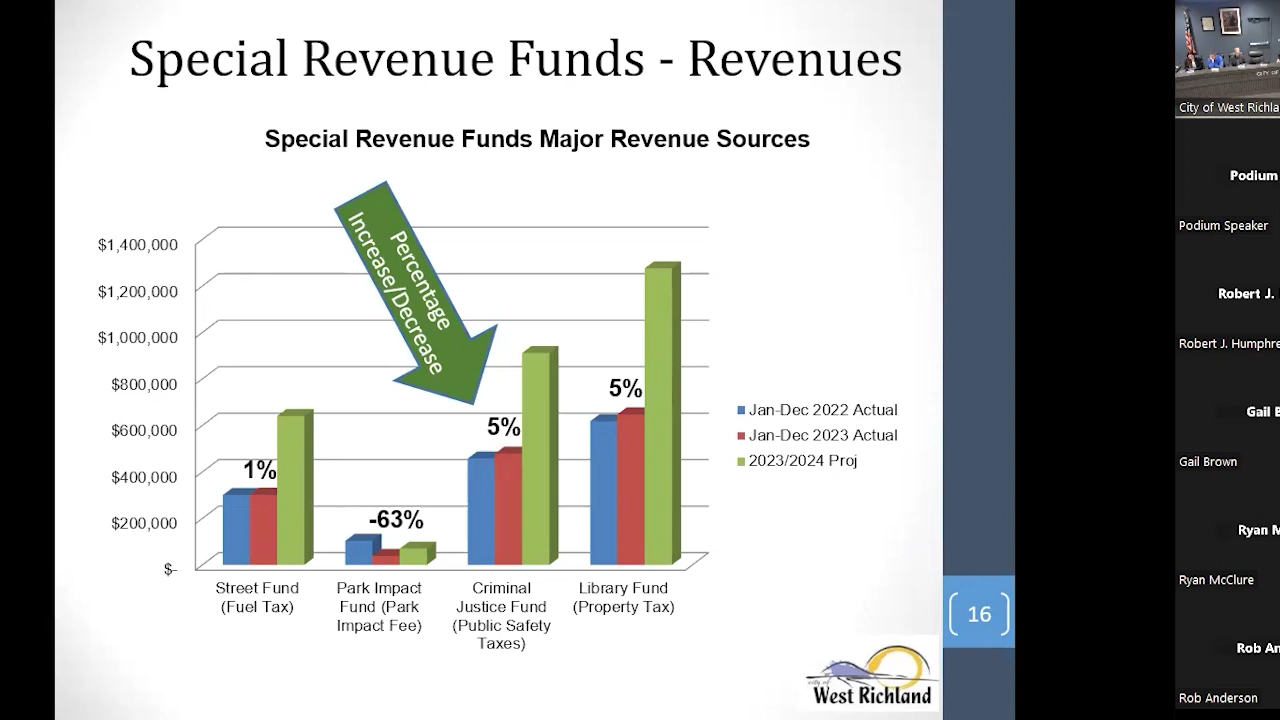 Special Revenue Funds - Revenues
Special Revenue Funds Major Revenue Sources
Percentage
Increase/Decrease
$1,400,000
$1,200,000
$1,000,000
$800,000
$600,000
$400,000
$200,000
$-
1%
-63%
5%
5%
Street Fund
(Fuel Tax)
Park Impact
Fund (Park
Impact Fee)
Criminal
Justice Fund
(Public Safety
Taxes)
Library Fund
(Property Tax)
Jan-Dec 2022 Actual
Jan-Dec 2023 Actual
2023/2024 Proj
16
city of
West Richland
CITY OF
City of West Richla
Podium
Podium Speaker
Robert J.
Robert J. Humphre
Gail B
Gail Brown
Ryan M
Ryan McClure
Rob An
Rob Anderson